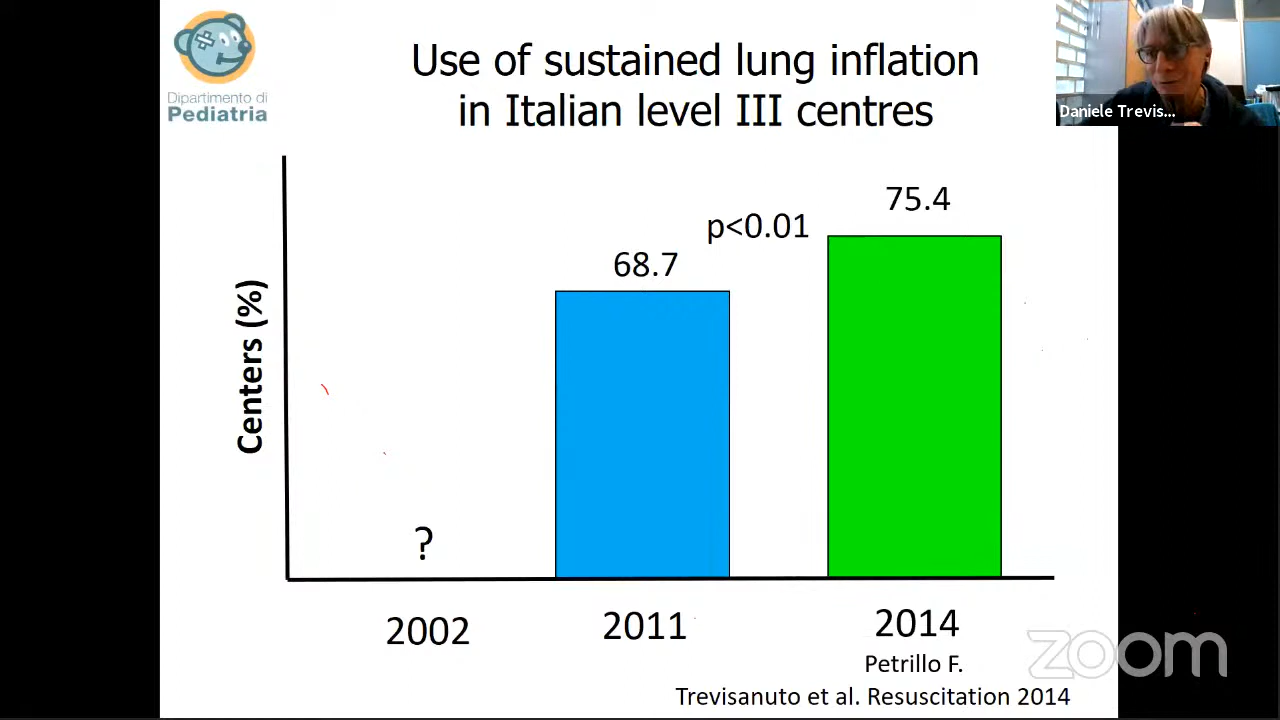 Use of sustained lung inflation
in Italian level III centres
Dipartimento di
Pediatria
Daniele Trevis...
75.4
p<0.01
68.7
Centers (%)
?
2002
2011
2014
Petrillo F.
Trevisanuto et al. Resuscitation 2014
zoom